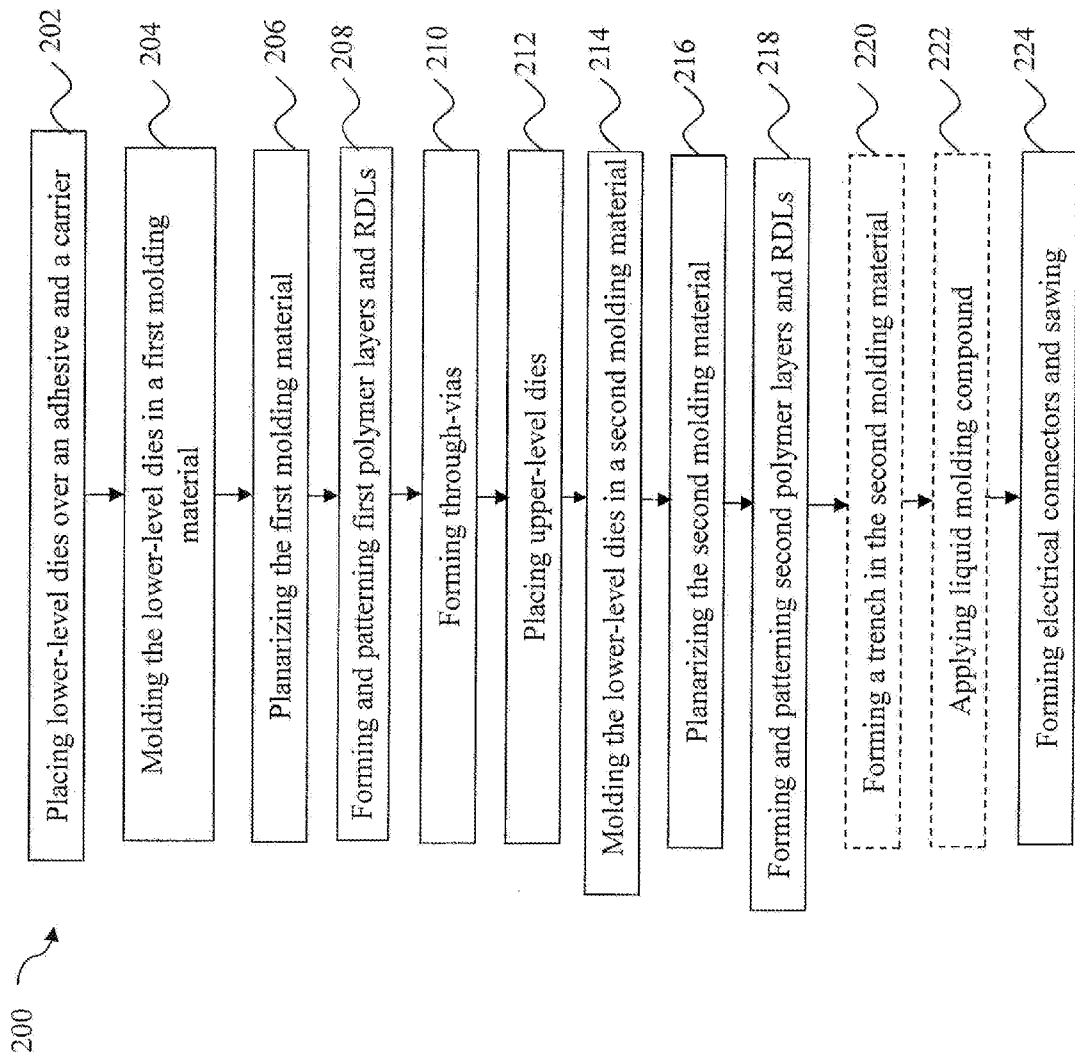 200
Placing lower-level dies over an adhesive and a carrier
202
Molding the lower-level dies in a first molding
material
204
Planarizing the first molding material
206
Forming and patterning first polymer layers and RDLs
208
Forming through-vias
210
Placing upper-level dies
212
Molding the lower-level dies in a second molding material
214
Planarizing the second molding material
216
Forming and patterning second polymer layers and RDLs
218
Forming a trench in the second molding material
220
Applying liquid molding compound
222
Forming electrical connectors and sawing
224